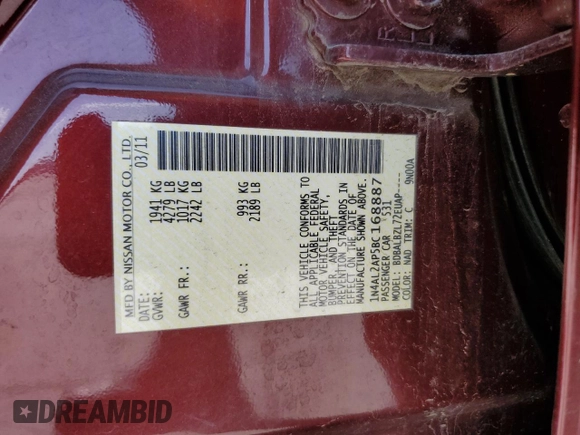 MFD BY NISSAN MOTOR CO., LTD.
DATE: 03/11
GVWR: 1941 KG
4279 LB
GAWR FR.: 1017 KG
2242 LB
GAWR RR.: 993 KG
2189 LB
THIS VEHICLE CONFORMS TO
ALL APPLICABLE FEDERAL
MOTOR VEHICLE SAFETY,
BUMPER, AND THEFT
PREVENTION STANDARDS IN
EFFECT ON THE DATE OF
MANUFACTURE SHOWN ABOVE.
1N4AL2AP5BC168887
PASSENGER CAR 531
MODEL: BDBALBZL72EUAP----
COLOR: NAD TRIM: C 9N00A
DREAMBID